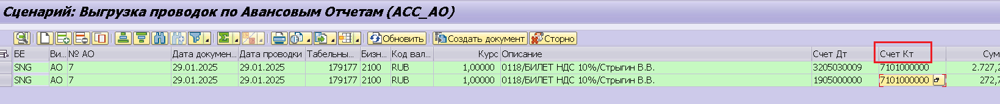 Сценарий: Выгрузка проводок по Авансовым Отчетам (АСС_АО)
Обновить Создать документ Сторно
БЕ Ви... № АО Дата докумен... Дата проводки Табельны... Бизн... Код вал... Курс Описание Счет Дт Счет Кт Сум
SNG АО 7 29.01.2025 29.01.2025 179177 2100 RUB 1,00000 0118/БИЛЕТ НДС 10%/Стрыгин В.В. 3205030009 7101000000 2.727,2
SNG АО 7 29.01.2025 29.01.2025 179177 2100 RUB 1,00000 0118/БИЛЕТ НДС 10%/Стрыгин В.В. 1905000000 7101000000 272,7